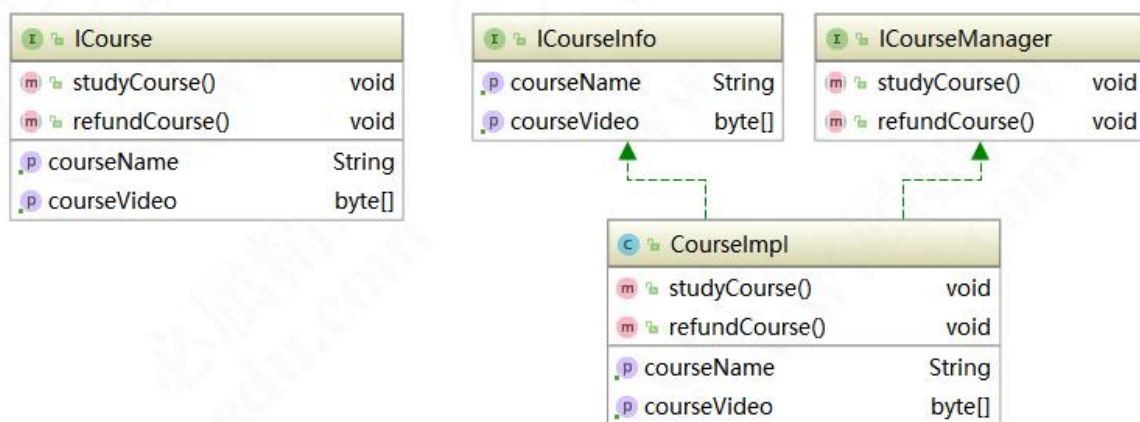 ICourse
studyCourse() void
refundCourse() void
courseName String
courseVideo byte[]
ICourseInfo
courseName String
courseVideo byte[]
ICourseManager
studyCourse() void
refundCourse() void
CourseImpl
studyCourse() void
refundCourse() void
courseName String
courseVideo byte[]